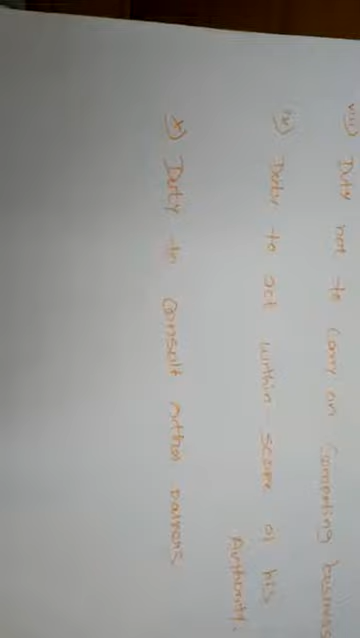 viii) Duty not to carry on Competing business
ix) Duty to act within scope of his
Authority.
x) Duty to Consult other partners